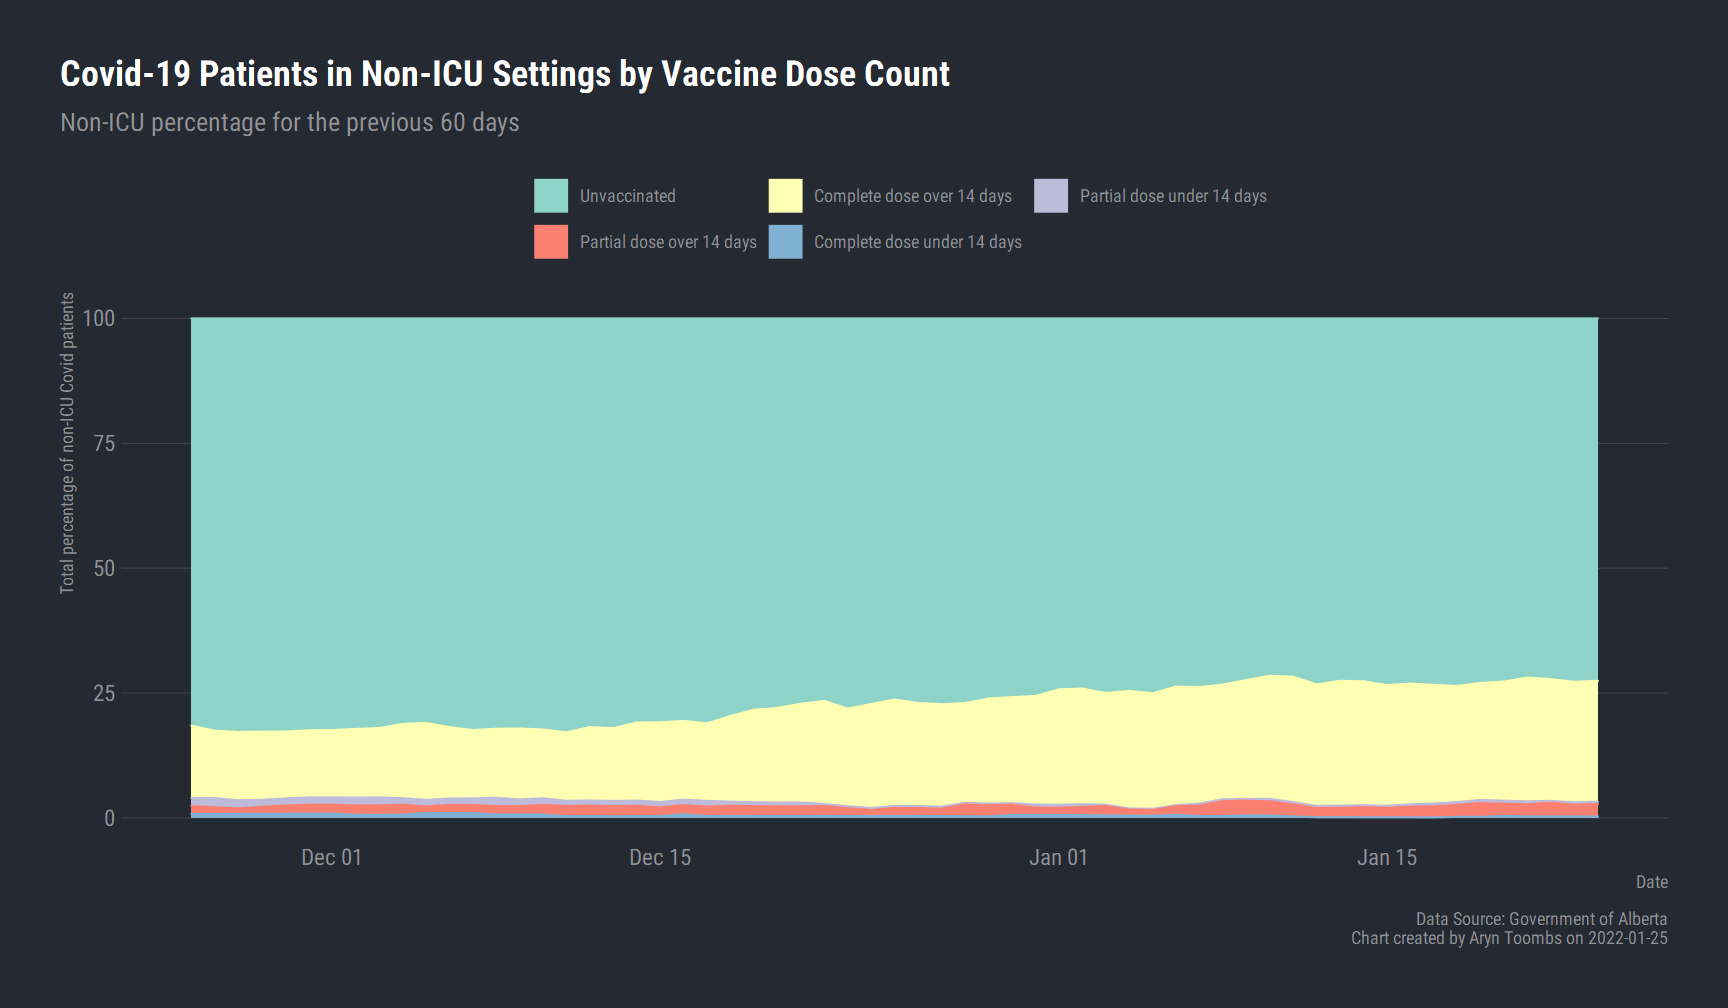 Covid-19 Patients in Non-ICU Settings by Vaccine Dose Count
Non-ICU percentage for the previous 60 days
Unvaccinated
Complete dose over 14 days
Partial dose under 14 days
Partial dose over 14 days
Complete dose under 14 days
Total percentage of non-ICU Covid patients
100
75
50
25
0
Dec 01
Dec 15
Jan 01
Jan 15
Date
Data Source: Government of Alberta
Chart created by Aryn Toombs on 2022-01-25